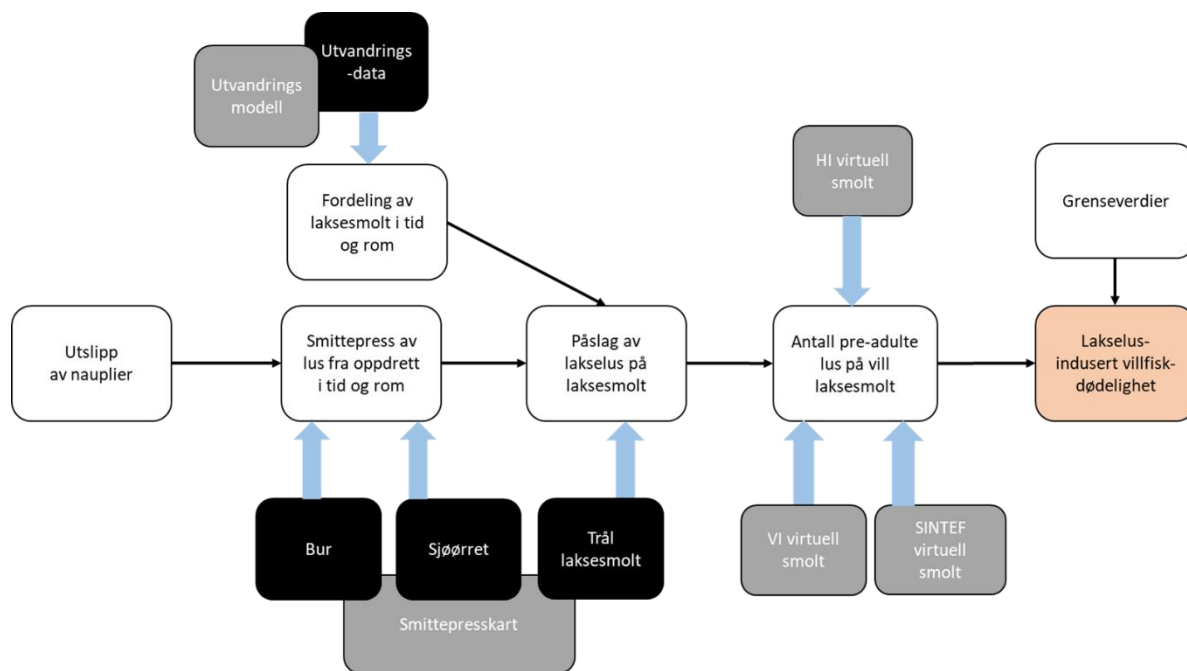 Utvandrings
-data
Utvandrings
modell
HI virtuell
smolt
Fordeling av
laksesmolt i tid
og rom
Grenseverdier
Utslipp
av nauplier
Smittepress av
lus fra oppdrett
i tid og rom
Påslag av
lakselus på
laksesmolt
Antall pre-adulte
lus på vill
laksesmolt
Lakselus-
indusert villfisk-
dødelighet
Bur
Sjøørret
Trål
laksesmolt
VI virtuell
smolt
SINTEF
virtuell
smolt
Smittepresskart